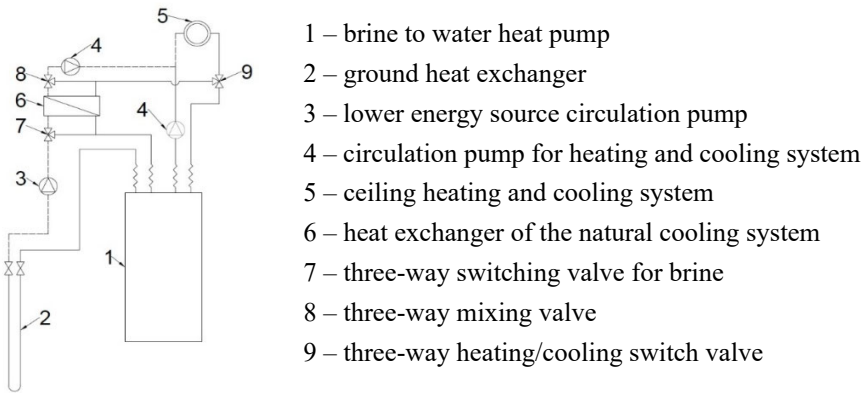 5
4
8
9
6
7
4
3
1
2
1 – brine to water heat pump
2 – ground heat exchanger
3 – lower energy source circulation pump
4 – circulation pump for heating and cooling system
5 – ceiling heating and cooling system
6 – heat exchanger of the natural cooling system
7 – three-way switching valve for brine
8 – three-way mixing valve
9 – three-way heating/cooling switch valve